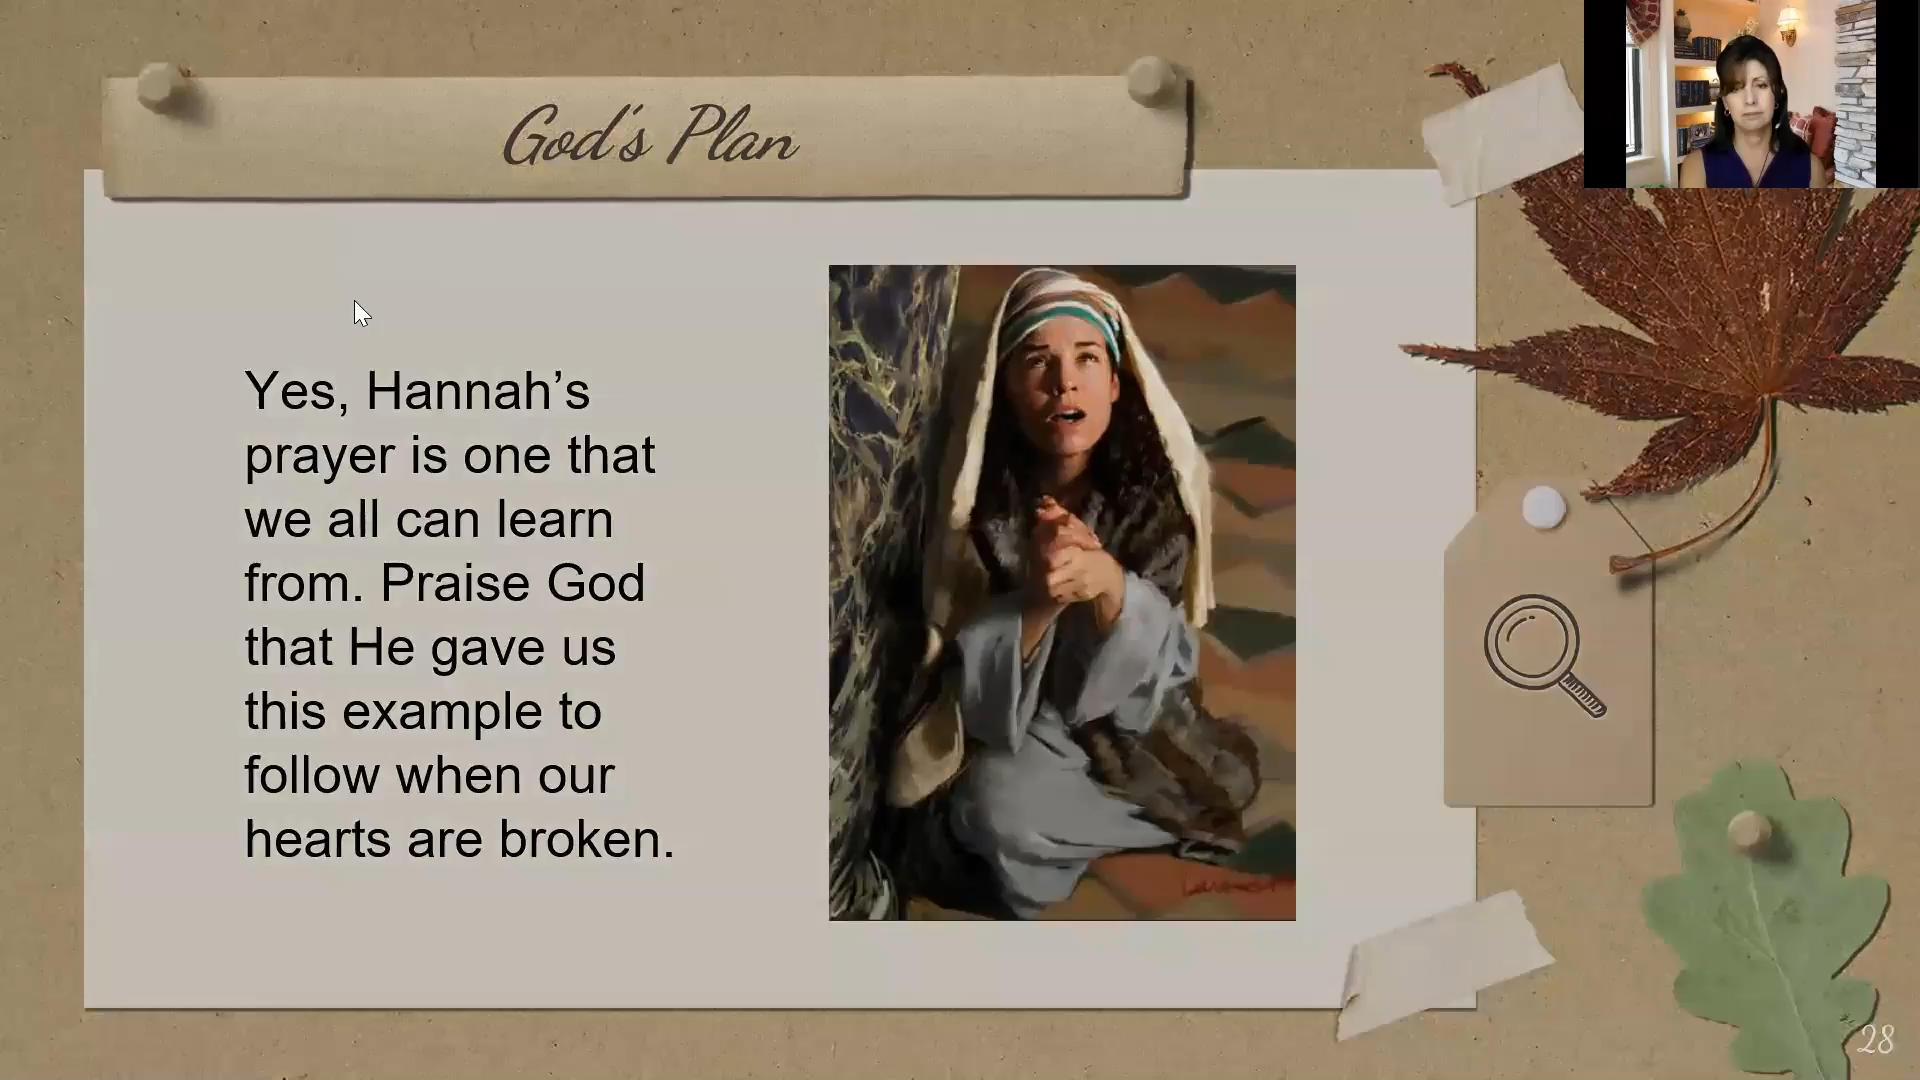 God's Plan
Yes, Hannah’s
prayer is one that
we all can learn
from. Praise God
that He gave us
this example to
follow when our
hearts are broken.
28